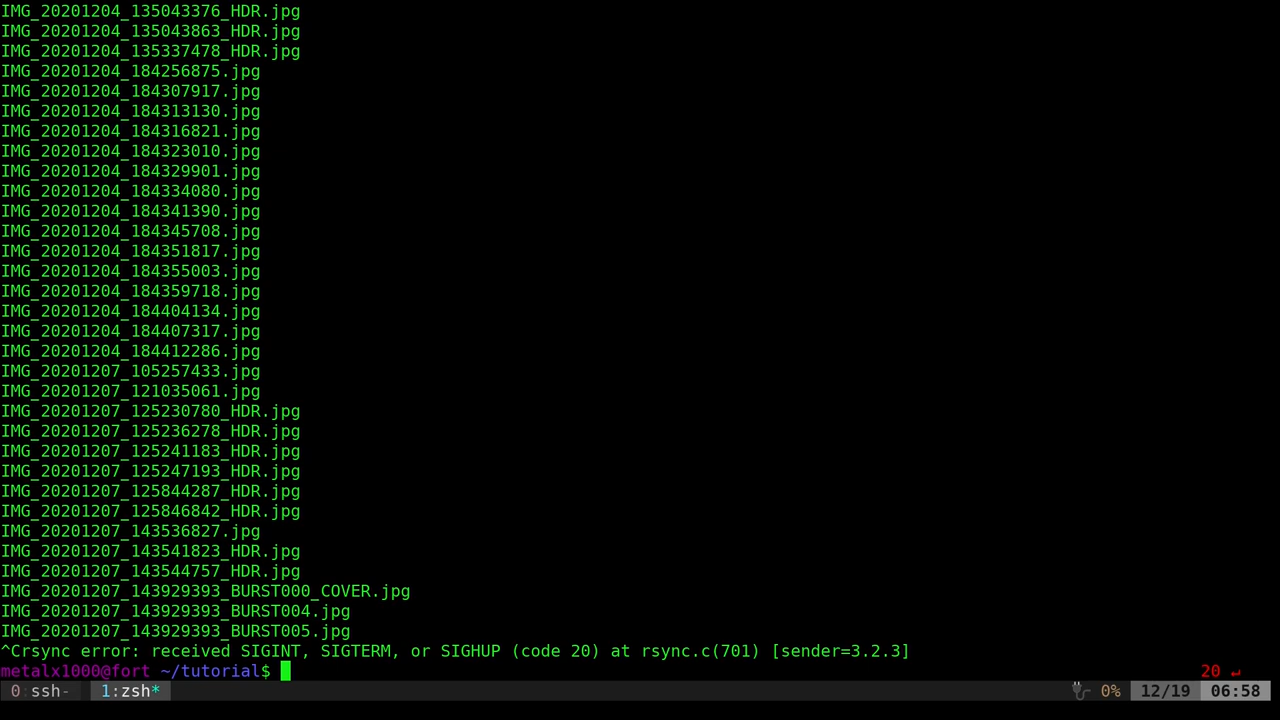 IMG_20201204_135043376_HDR.jpg
IMG_20201204_135043863_HDR.jpg
IMG_20201204_135337478_HDR.jpg
IMG_20201204_184256875.jpg
IMG_20201204_184307917.jpg
IMG_20201204_184313130.jpg
IMG_20201204_184316821.jpg
IMG_20201204_184323010.jpg
IMG_20201204_184329901.jpg
IMG_20201204_184334080.jpg
IMG_20201204_184341390.jpg
IMG_20201204_184345708.jpg
IMG_20201204_184351817.jpg
IMG_20201204_184355003.jpg
IMG_20201204_184359718.jpg
IMG_20201204_184404134.jpg
IMG_20201204_184407317.jpg
IMG_20201204_184412286.jpg
IMG_20201207_105257433.jpg
IMG_20201207_121035061.jpg
IMG_20201207_125230780_HDR.jpg
IMG_20201207_125236278_HDR.jpg
IMG_20201207_125241183_HDR.jpg
IMG_20201207_125247193_HDR.jpg
IMG_20201207_125844287_HDR.jpg
IMG_20201207_125846842_HDR.jpg
IMG_20201207_143536827.jpg
IMG_20201207_143541823_HDR.jpg
IMG_20201207_143544757_HDR.jpg
IMG_20201207_143929393_BURST000_COVER.jpg
IMG_20201207_143929393_BURST004.jpg
IMG_20201207_143929393_BURST005.jpg
^Crsync error: received SIGINT, SIGTERM, or SIGHUP (code 20) at rsync.c(701) [sender=3.2.3]
metalx1000@fort ~/tutorial$ 20 ↵
0 ssh- 1:zsh* 0% 12/19 06:58